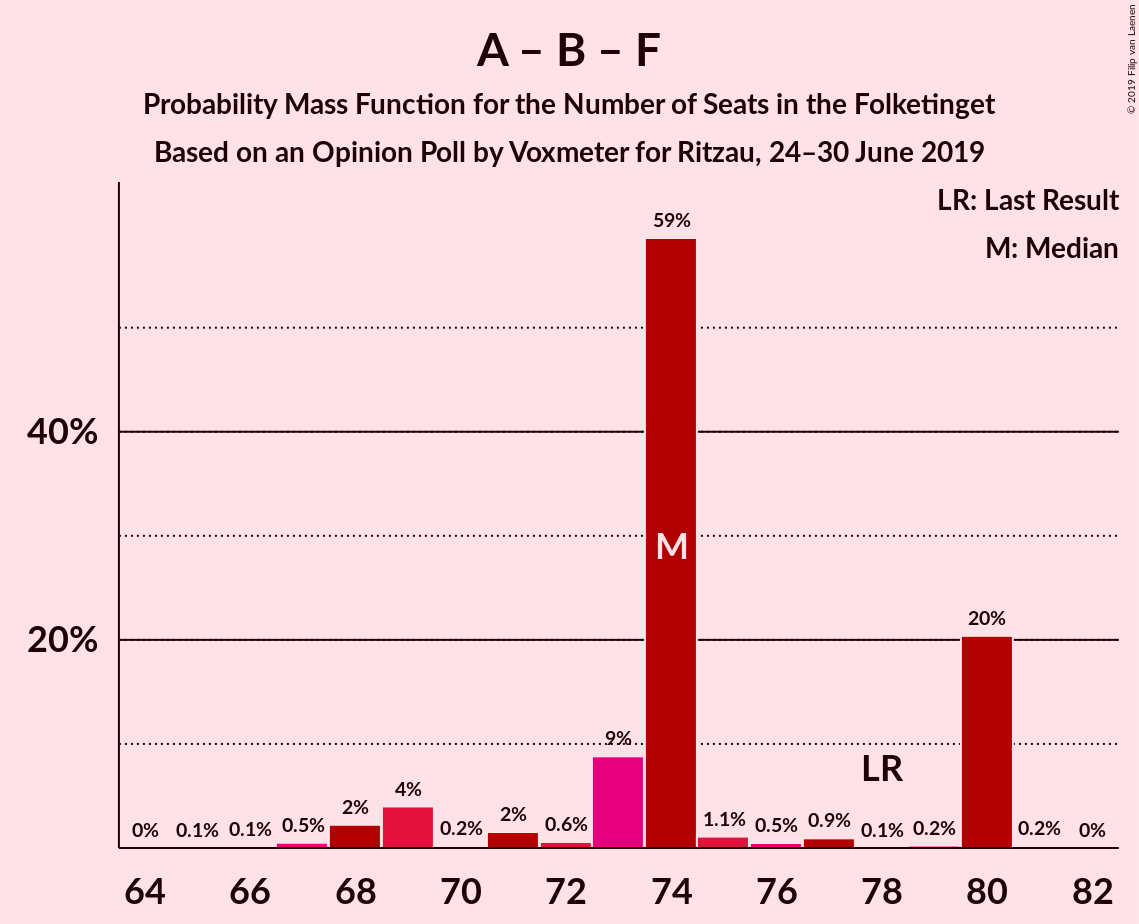 A – B – F
Probability Mass Function for the Number of Seats in the Folketinget
Based on an Opinion Poll by Voxmeter for Ritzau, 24–30 June 2019
© 2019 Filip van Laenen
LR: Last Result
M: Median
40%
20%
0%
0.1%
0.1%
0.5%
2%
4%
0.2%
2%
0.6%
9%
59%
M
1.1%
0.5%
0.9%
0.1%
LR
0.2%
20%
0.2%
0%
64 66 68 70 72 74 76 78 80 82